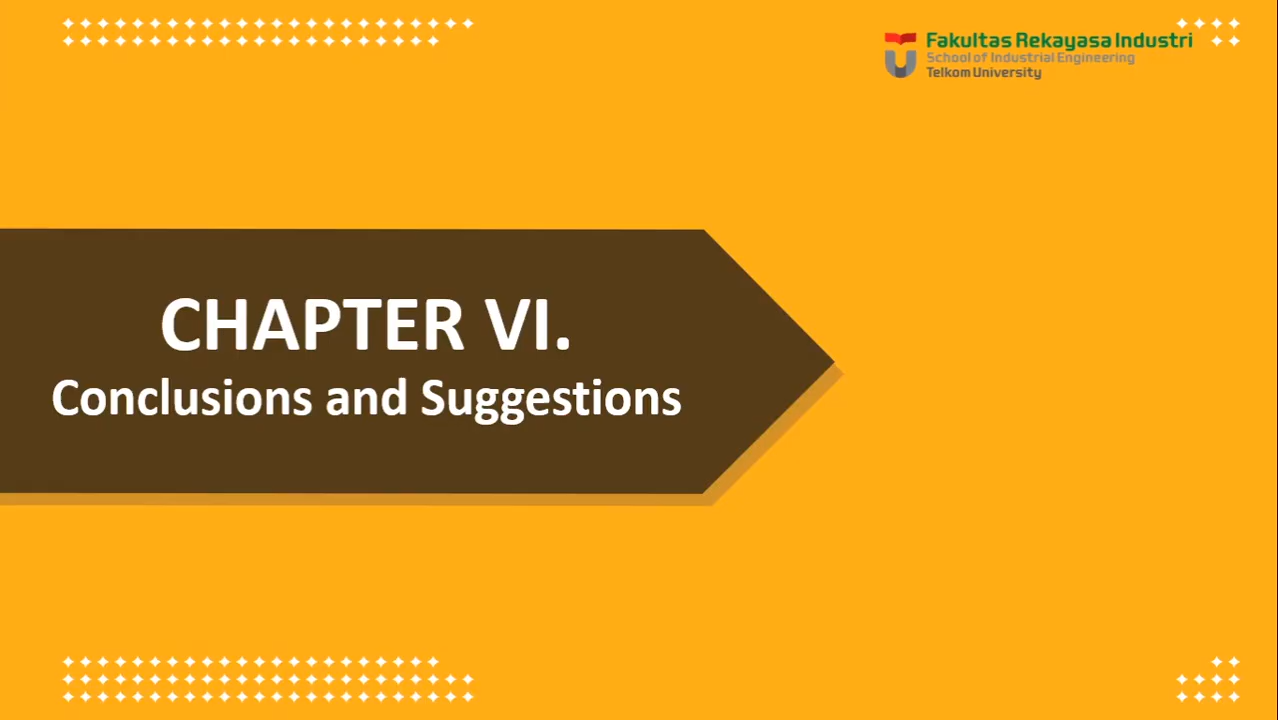 Fakultas Rekayasa Industri
School of Industrial Engineering
Telkom University
CHAPTER VI.
Conclusions and Suggestions